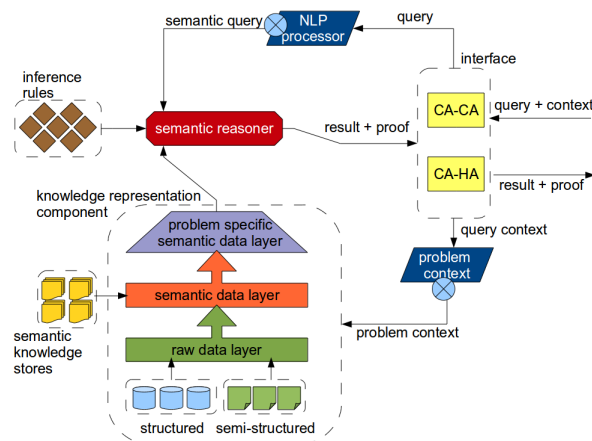 semantic query
NLP
processor
query
interface
inference
rules
semantic reasoner
result + proof
CA-CA
query + context
CA-HA
result + proof
knowledge representation
component
problem specific
semantic data layer
query context
problem
context
semantic data layer
semantic
knowledge
stores
problem context
raw data layer
structured
semi-structured